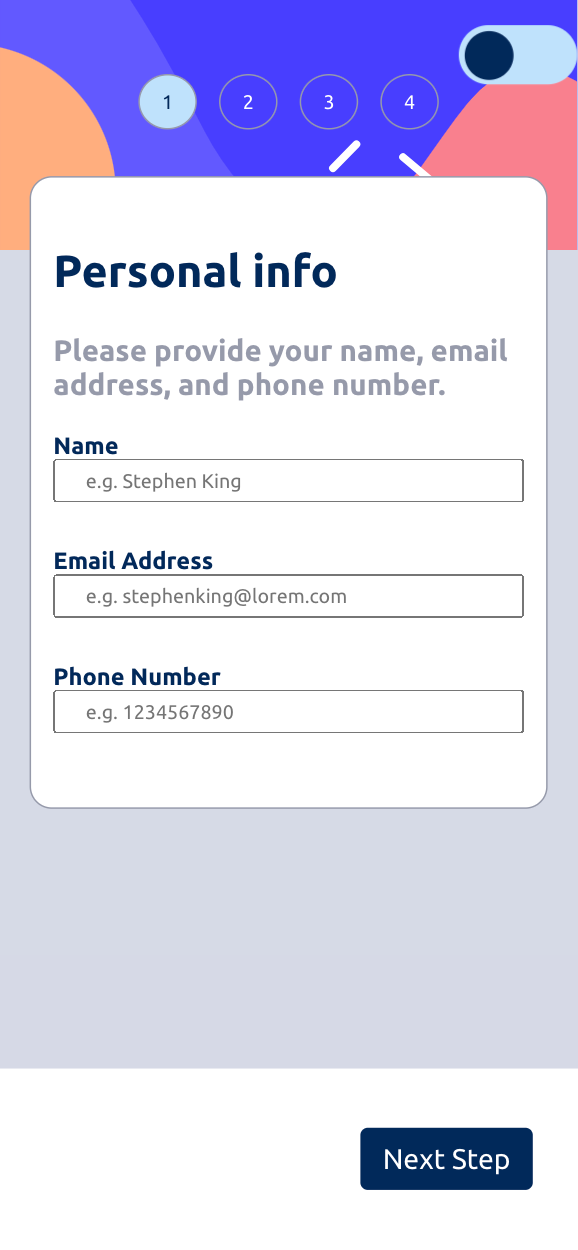 1 2 3 4
Personal info
Please provide your name, email
address, and phone number.
Name
e.g. Stephen King
Email Address
e.g. stephenking@lorem.com
Phone Number
e.g. 1234567890
Next Step